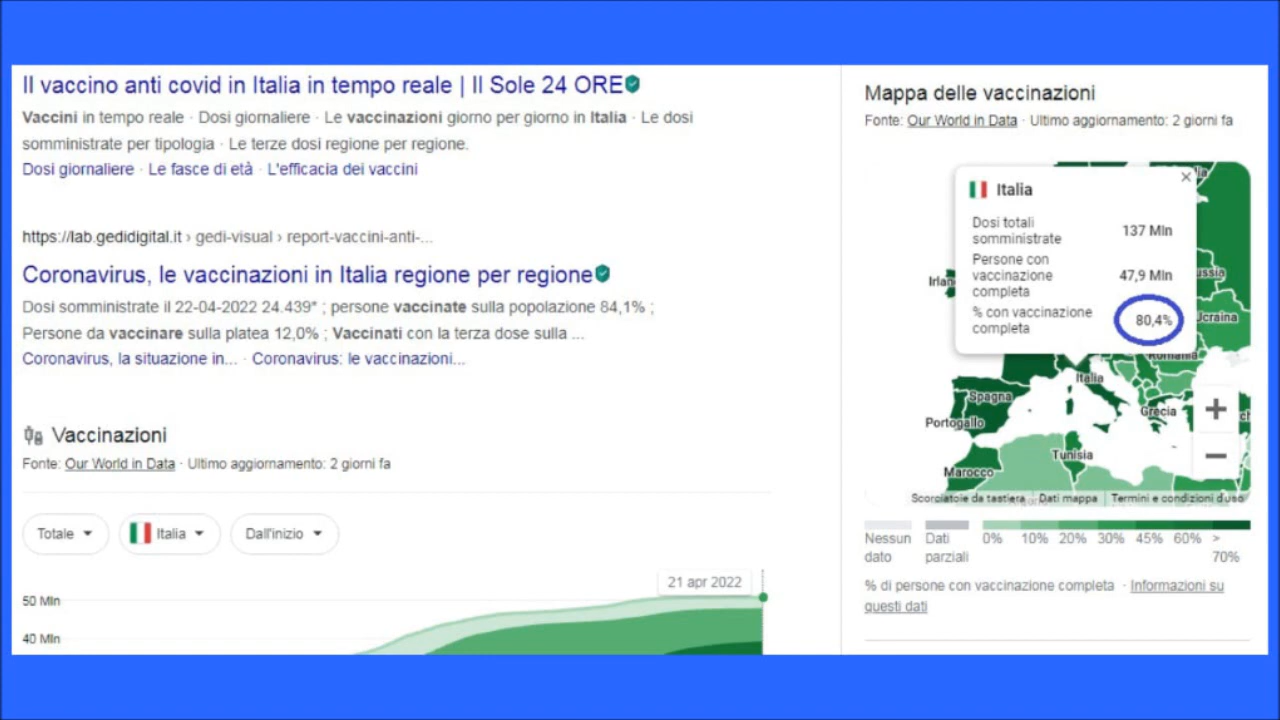 Il vaccino anti covid in Italia in tempo reale | Il Sole 24 ORE
Vaccini in tempo reale · Dosi giornaliere · Le vaccinazioni giorno per giorno in Italia · Le dosi
somministrate per tipologia · Le terze dosi regione per regione.
Dosi giornaliere · Le fasce di età · L'efficacia dei vaccini
https://lab.gedidigital.it › gedi-visual › report-vaccini-anti-...
Coronavirus, le vaccinazioni in Italia regione per regione
Dosi somministrate il 22-04-2022 24.439* ; persone vaccinate sulla popolazione 84,1% ;
Persone da vaccinare sulla platea 12,0% ; Vaccinati con la terza dose sulla ...
Coronavirus, la situazione in... · Coronavirus: le vaccinazioni...
Vaccinazioni
Fonte: Our World in Data · Ultimo aggiornamento: 2 giorni fa
Totale
Italia
Dall'inizio
21 apr 2022
50 Mln
40 Mln
Mappa delle vaccinazioni
Fonte: Our World in Data · Ultimo aggiornamento: 2 giorni fa
Italia
Dosi totali
somministrate
137 Mln
Persone con
vaccinazione
completa
47,9 Mln
% con vaccinazione
completa
80,4%
Ucraina
Romania
Italia
Spagna
Grecia
Portogallo
Tunisia
Marocco
Scorciatoie da tastiera
Dati mappa
Termini e condizioni d'uso
Nessun
dato
Dati
parziali
0%
10%
20%
30%
45%
60%
>
70%
% di persone con vaccinazione completa · Informazioni su
questi dati